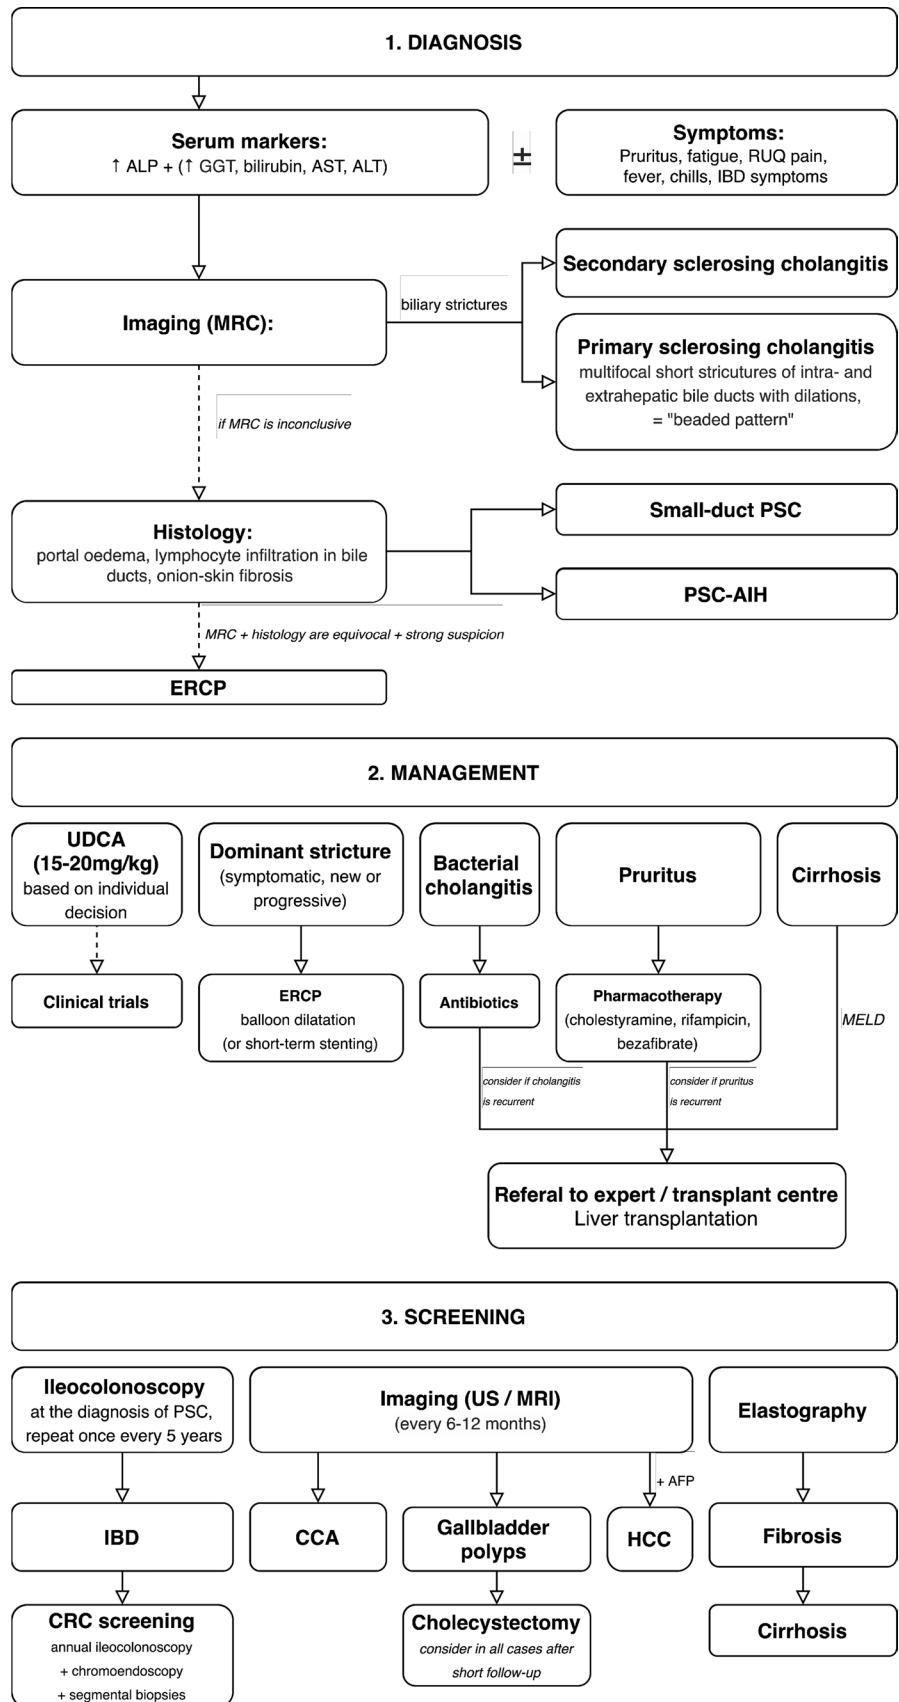 1. DIAGNOSIS
Serum markers:
↑ ALP + (↑ GGT, bilirubin, AST, ALT)
±
Symptoms:
Pruritus, fatigue, RUQ pain,
fever, chills, IBD symptoms
Imaging (MRC):
biliary strictures
Secondary sclerosing cholangitis
Primary sclerosing cholangitis
multifocal short stricutures of intra- and
extrahepatic bile ducts with dilations,
= "beaded pattern"
if MRC is inconclusive
Histology:
portal oedema, lymphocyte infiltration in bile
ducts, onion-skin fibrosis
Small-duct PSC
PSC-AIH
MRC + histology are equivocal + strong suspicion
ERCP
2. MANAGEMENT
UDCA
(15-20mg/kg)
based on individual
decision
Clinical trials
Dominant stricture
(symptomatic, new or
progressive)
ERCP
balloon dilatation
(or short-term stenting)
Bacterial
cholangitis
Antibiotics
consider if cholangitis
is recurrent
Pruritus
Pharmacotherapy
(cholestyramine, rifampicin,
bezafibrate)
consider if pruritus
is recurrent
Cirrhosis
MELD
Referal to expert / transplant centre
Liver transplantation
3. SCREENING
Ileocolonoscopy
at the diagnosis of PSC,
repeat once every 5 years
IBD
CRC screening
annual ileocolonoscopy
+ chromoendoscopy
+ segmental biopsies
Imaging (US / MRI)
(every 6-12 months)
CCA
Gallbladder
polyps
Cholecystectomy
consider in all cases after
short follow-up
+ AFP
HCC
Elastography
Fibrosis
Cirrhosis